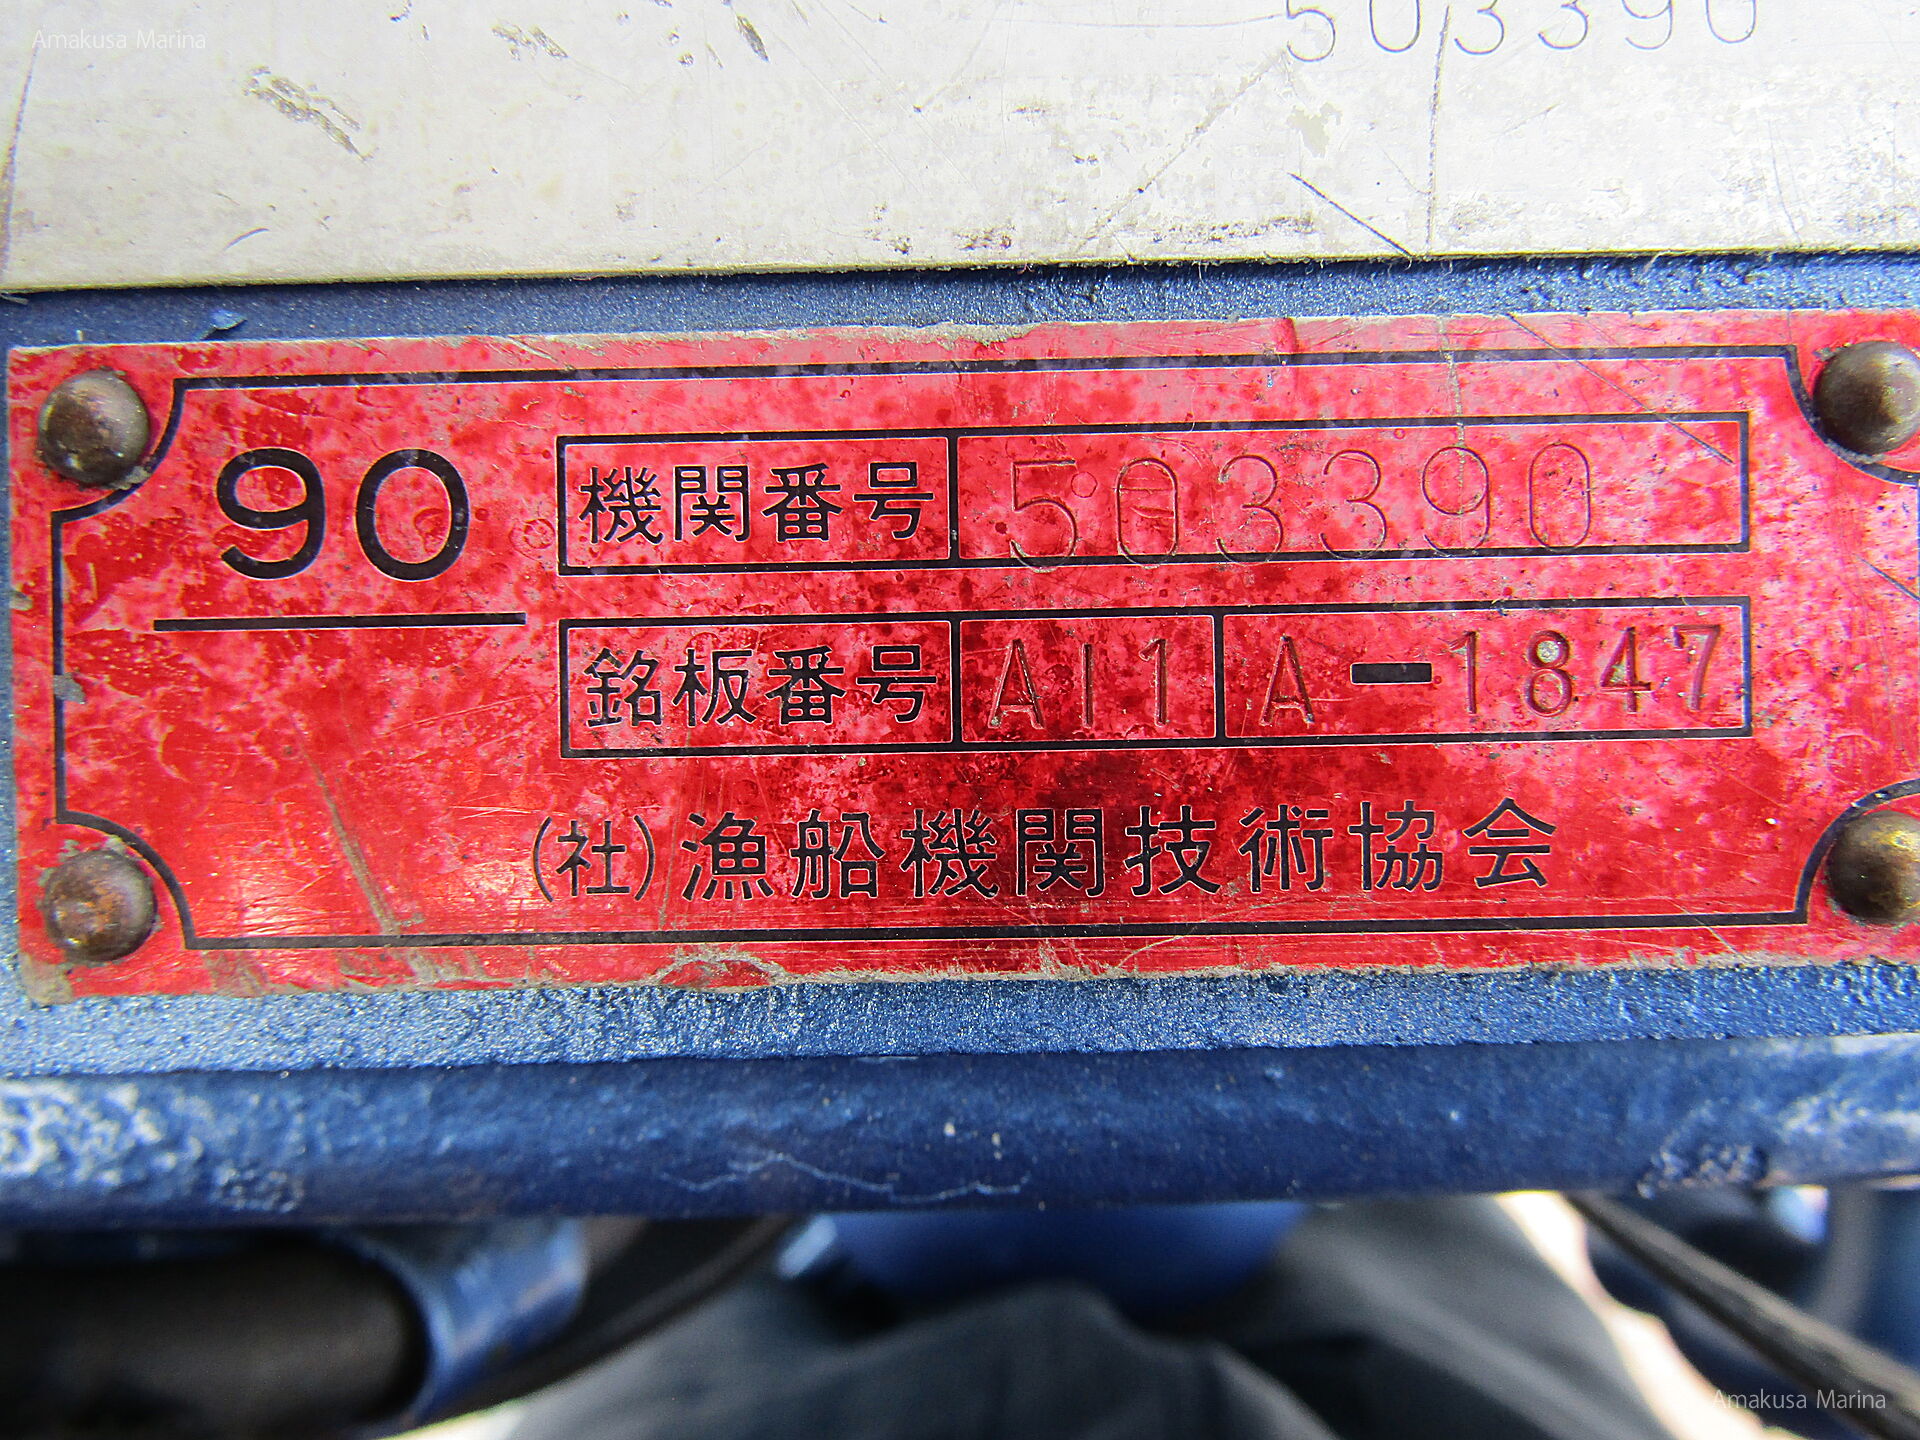 Amakusa Marina
503390
90
機関番号 503390
銘板番号 A11 A-1847
(社)漁船機関技術協会
Amakusa Marina